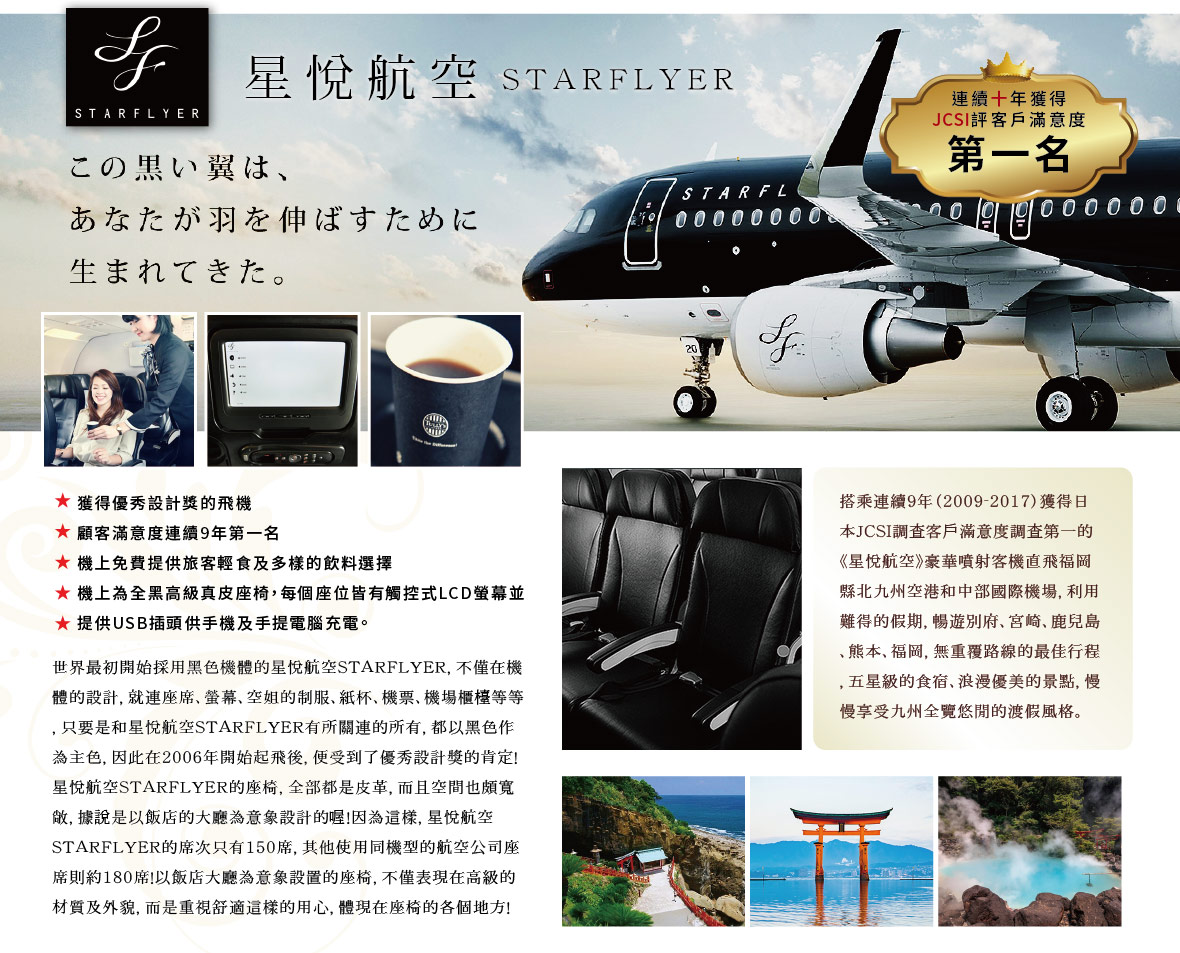 STARFLYER
星悅航空 STARFLYER
連續十年獲得
JCSI評客戶滿意度
第一名
この黒い翼は、
あなたが羽を伸ばすために
生まれてきた。
STARFL
20
TULLY'S
★ 獲得優秀設計獎的飛機
★ 顧客滿意度連續9年第一名
★ 機上免費提供旅客輕食及多樣的飲料選擇
★ 機上為全黑高級真皮座椅，每個座位皆有觸控式LCD螢幕並
★ 提供USB插頭供手機及手提電腦充電。
世界最初開始採用黑色機體的星悅航空STARFLYER, 不僅在機
體的設計, 就連座席、螢幕、空姐的制服、紙杯、機票、機場櫃檯等等
, 只要是和星悅航空STARFLYER有所關連的所有, 都以黑色作
為主色, 因此在2006年開始起飛後, 便受到了優秀設計獎的肯定!
星悅航空STARFLYER的座椅, 全部都是皮革, 而且空間也頗寬
敞, 據說是以飯店的大廳為意象設計的喔!因為這樣, 星悅航空
STARFLYER的席次只有150席, 其他使用同機型的航空公司座
席則約180席!以飯店大廳為意象設置的座椅, 不僅表現在高級的
材質及外貌, 而是重視舒適這樣的用心, 體現在座椅的各個地方!
搭乘連續9年(2009-2017)獲得日
本JCSI調查客戶滿意度調查第一的
《星悅航空》豪華噴射客機直飛福岡
縣北九州空港和中部國際機場, 利用
難得的假期, 暢遊別府、宮崎、鹿兒島
、熊本、福岡, 無重覆路線的最佳行程
, 五星級的食宿、浪漫優美的景點, 慢
慢享受九州全覽悠閒的渡假風格。